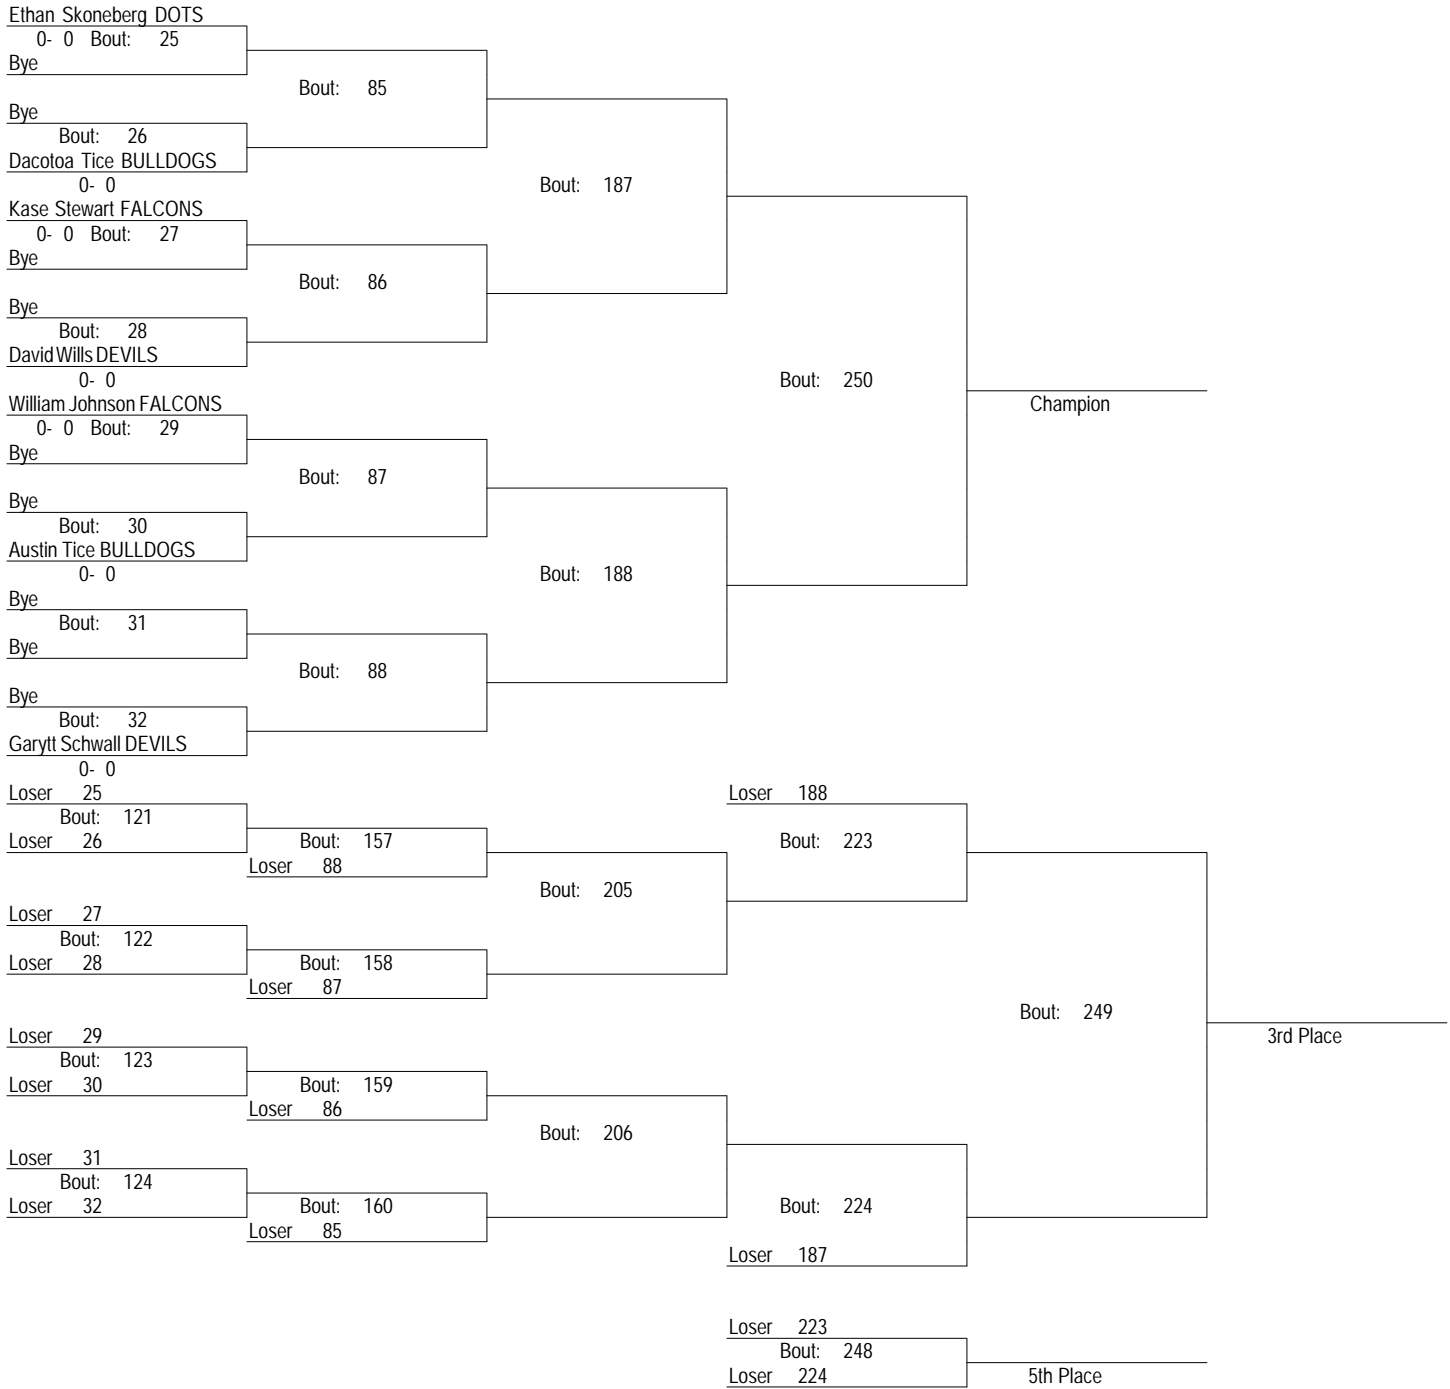 Ethan Skoneberg DOTS
0- 0 Bout: 25
Bye
Bout: 85
Bye
Bout: 26
Dacotoa Tice BULLDOGS
0- 0
Bout: 187
Kase Stewart FALCONS
0- 0 Bout: 27
Bye
Bout: 86
Bye
Bout: 28
David Wills DEVILS
0- 0
Bout: 250
William Johnson FALCONS
Champion
0- 0 Bout: 29
Bye
Bout: 87
Bye
Bout: 30
Austin Tice BULLDOGS
0- 0
Bout: 188
Bye
Bout: 31
Bye
Bout: 88
Bye
Bout: 32
Garytt Schwall DEVILS
0- 0
Loser 25
Loser 188
Bout: 121
Loser 26
Bout: 157
Bout: 223
Loser 88
Bout: 205
Loser 27
Bout: 122
Loser 28
Bout: 158
Loser 87
Bout: 249
Loser 29
3rd Place
Bout: 123
Loser 30
Bout: 159
Loser 86
Bout: 206
Loser 31
Bout: 124
Loser 32
Bout: 160
Bout: 224
Loser 85
Loser 187
Loser 223
Bout: 248
Loser 224
5th Place